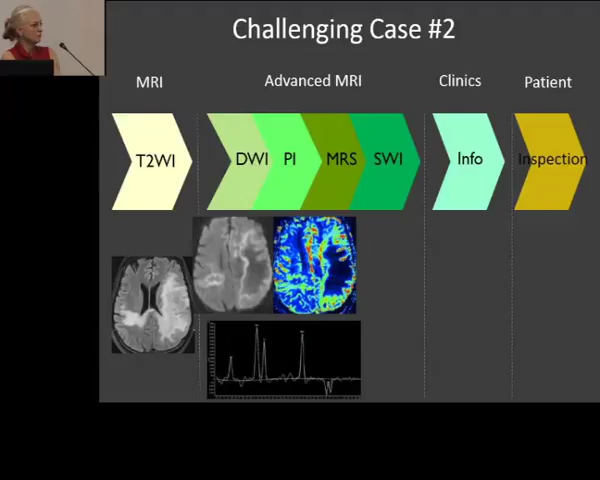 Challenging Case #2
MRI
Advanced MRI
Clinics
Patient
T2WI
DWI
PI
MRS
SWI
Info
Inspection